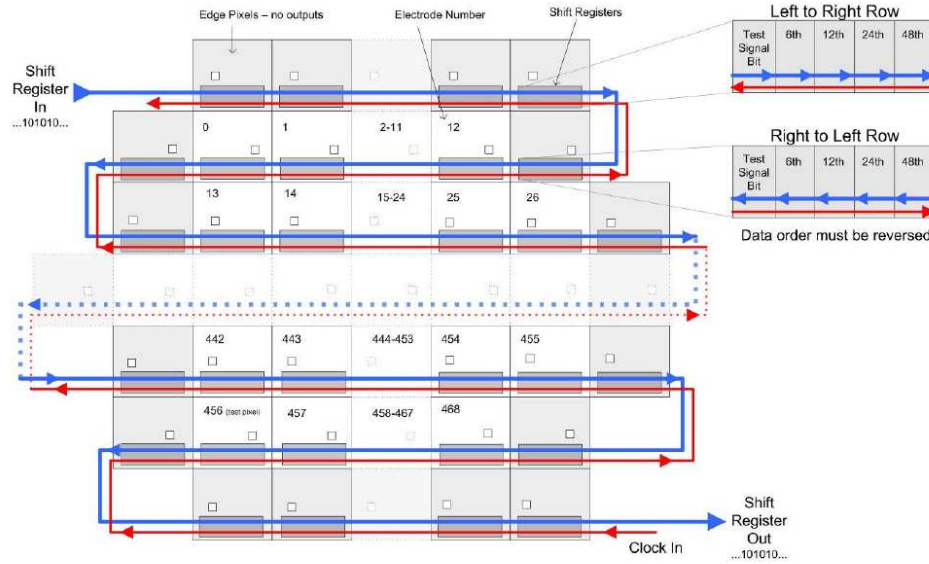 Edge Pixels – no outputs
Electrode Number
Shift Registers
Left to Right Row
Test
Signal
Bit
6th
12th
24th
48th
Shift
Register
In
...101010...
0
1
2-11
12
Right to Left Row
Test
Signal
Bit
6th
12th
24th
48th
Data order must be reversed
13
14
15-24
25
26
442
443
444-453
454
455
456 (test pixel)
457
458-467
468
Shift
Register
Out
...101010...
Clock In